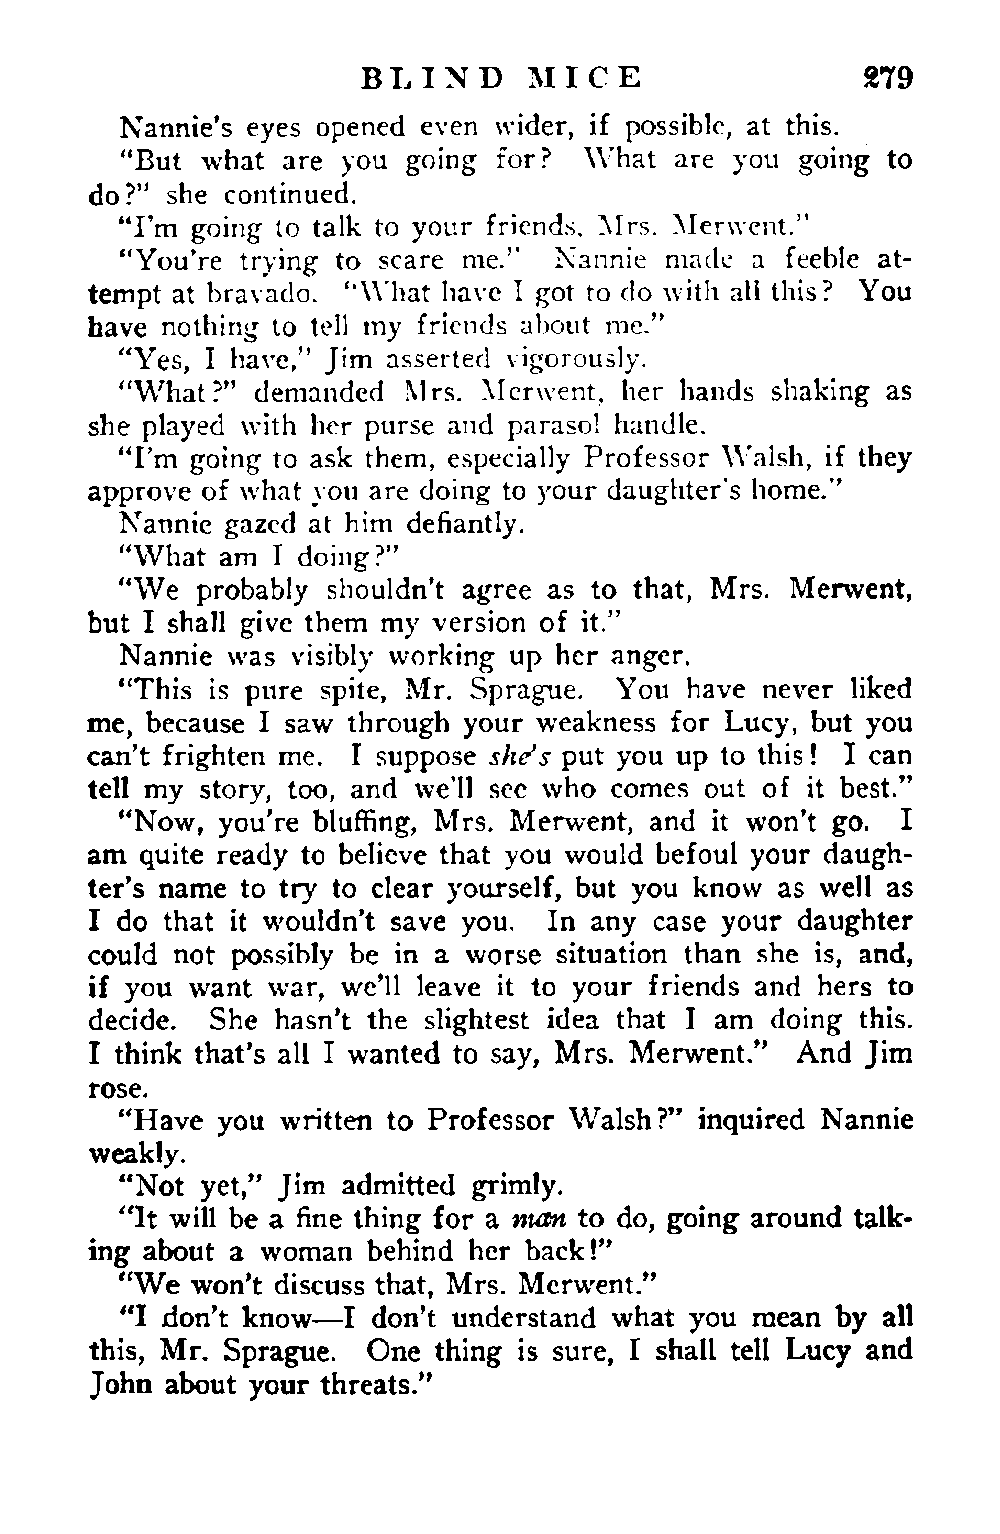 BLIND MICE 279
Nannie's eyes opened even wider, if possible, at this.
"But what are you going for? What are you going to
do?" she continued.
"I'm going to talk to your friends, Mrs. Merwent."
"You're trying to scare me." Nannie made a feeble at-
tempt at bravado. "What have I got to do with all this? You
have nothing to tell my friends about me."
"Yes, I have," Jim asserted vigorously.
"What?" demanded Mrs. Merwent, her hands shaking as
she played with her purse and parasol handle.
"I'm going to ask them, especially Professor Walsh, if they
approve of what you are doing to your daughter's home."
Nannie gazed at him defiantly.
"What am I doing?"
"We probably shouldn't agree as to that, Mrs. Merwent,
but I shall give them my version of it."
Nannie was visibly working up her anger.
"This is pure spite, Mr. Sprague. You have never liked
me, because I saw through your weakness for Lucy, but you
can't frighten me. I suppose she's put you up to this! I can
tell my story, too, and we'll see who comes out of it best."
"Now, you're bluffing, Mrs. Merwent, and it won't go. I
am quite ready to believe that you would befoul your daugh-
ter's name to try to clear yourself, but you know as well as
I do that it wouldn't save you. In any case your daughter
could not possibly be in a worse situation than she is, and,
if you want war, we'll leave it to your friends and hers to
decide. She hasn't the slightest idea that I am doing this.
I think that's all I wanted to say, Mrs. Merwent." And Jim
rose.
"Have you written to Professor Walsh?" inquired Nannie
weakly.
"Not yet," Jim admitted grimly.
"It will be a fine thing for a man to do, going around talk-
ing about a woman behind her back!"
"We won't discuss that, Mrs. Merwent."
"I don't know—I don't understand what you mean by all
this, Mr. Sprague. One thing is sure, I shall tell Lucy and
John about your threats."